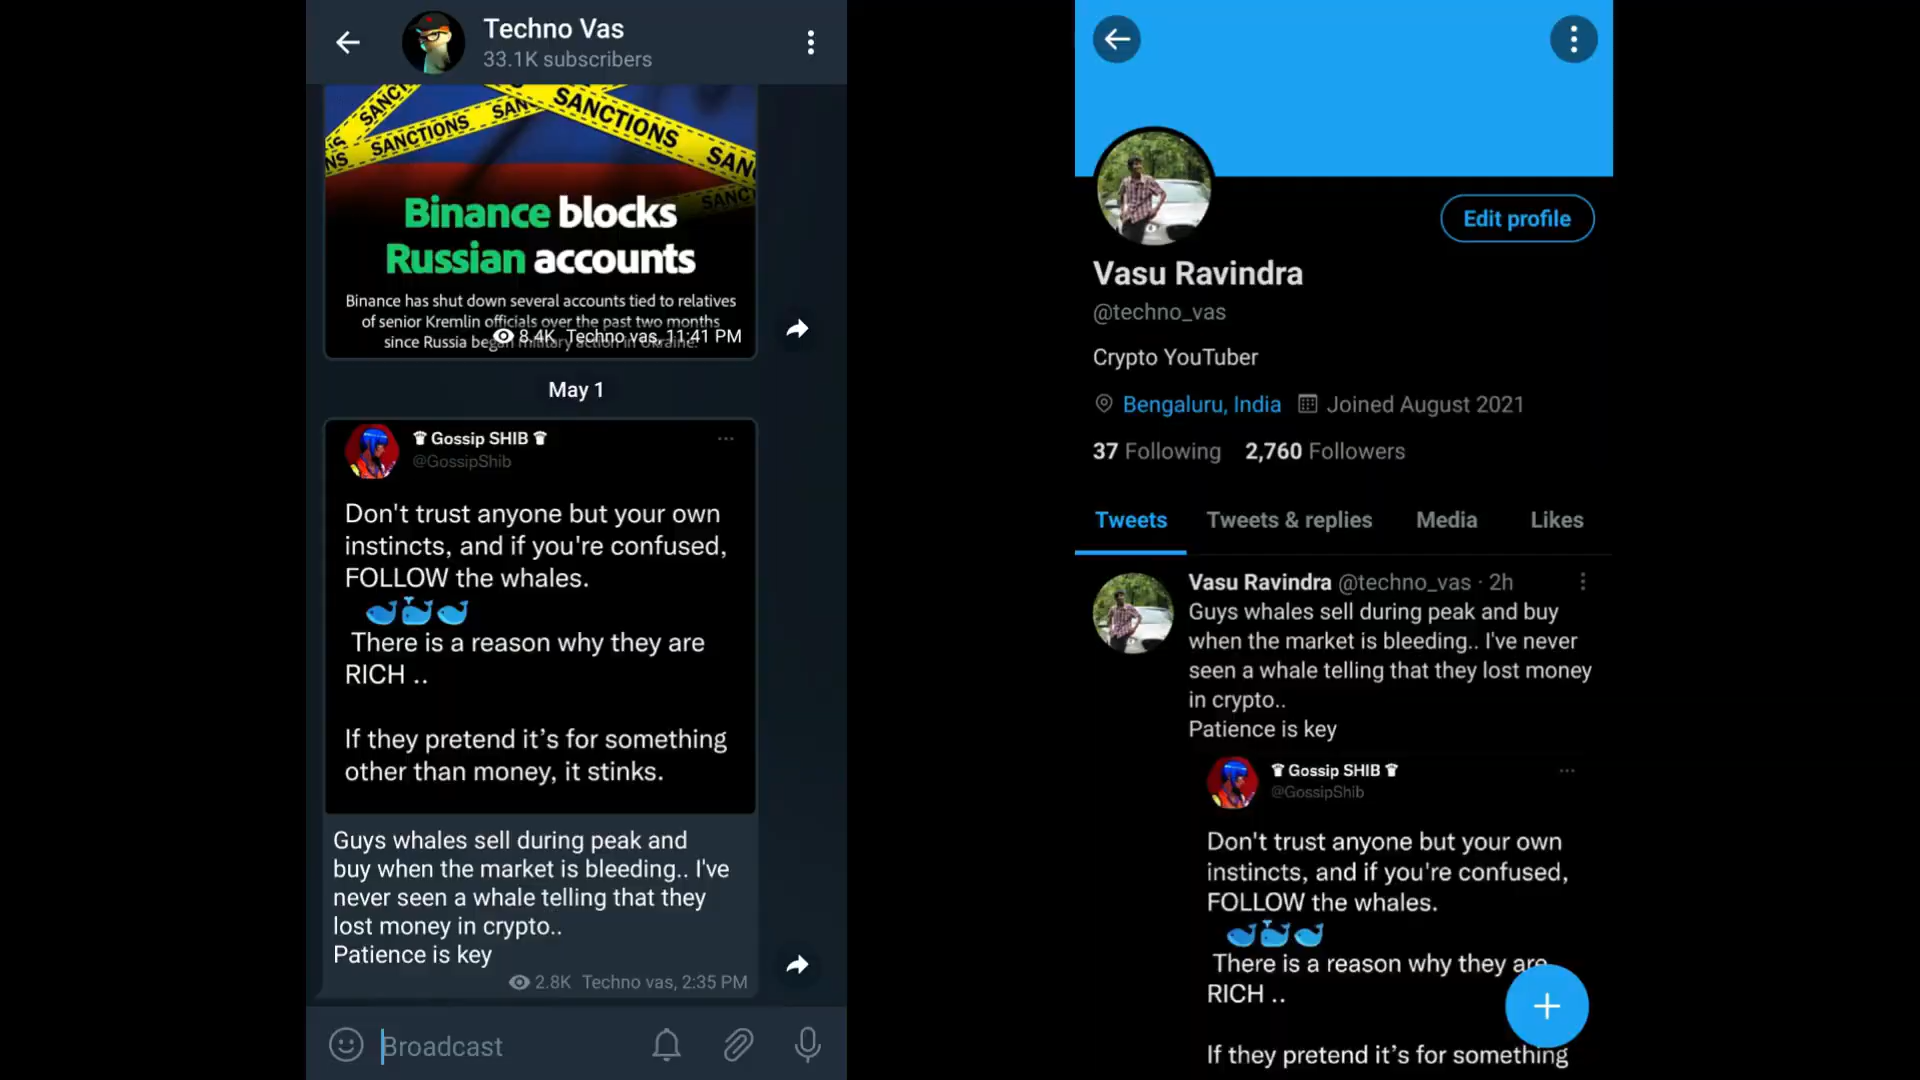 Techno Vas
33.1K subscribers
SANCTIONS
SANCTIONS
SANCTIONS
Binance blocks
Russian accounts
Binance has shut down several accounts tied to relatives
of senior Kremlin officials over the past two months
since Russia began military action in Ukraine.
8.4K Techno vas, 11:41 PM
May 1
Gossip SHIB
@GossipShib
Don't trust anyone but your own
instincts, and if you're confused,
FOLLOW the whales.
There is a reason why they are
RICH ..
If they pretend it's for something
other than money, it stinks.
Guys whales sell during peak and
buy when the market is bleeding.. I've
never seen a whale telling that they
lost money in crypto..
Patience is key
2.8K Techno vas, 2:35 PM
Broadcast
Edit profile
Vasu Ravindra
@techno_vas
Crypto YouTuber
Bengaluru, India Joined August 2021
37 Following 2,760 Followers
Tweets Tweets & replies Media Likes
Vasu Ravindra @techno_vas · 2h
Guys whales sell during peak and buy
when the market is bleeding.. I've never
seen a whale telling that they lost money
in crypto..
Patience is key
Gossip SHIB
@GossipShib
Don't trust anyone but your own
instincts, and if you're confused,
FOLLOW the whales.
There is a reason why they are
RICH ..
If they pretend it's for something